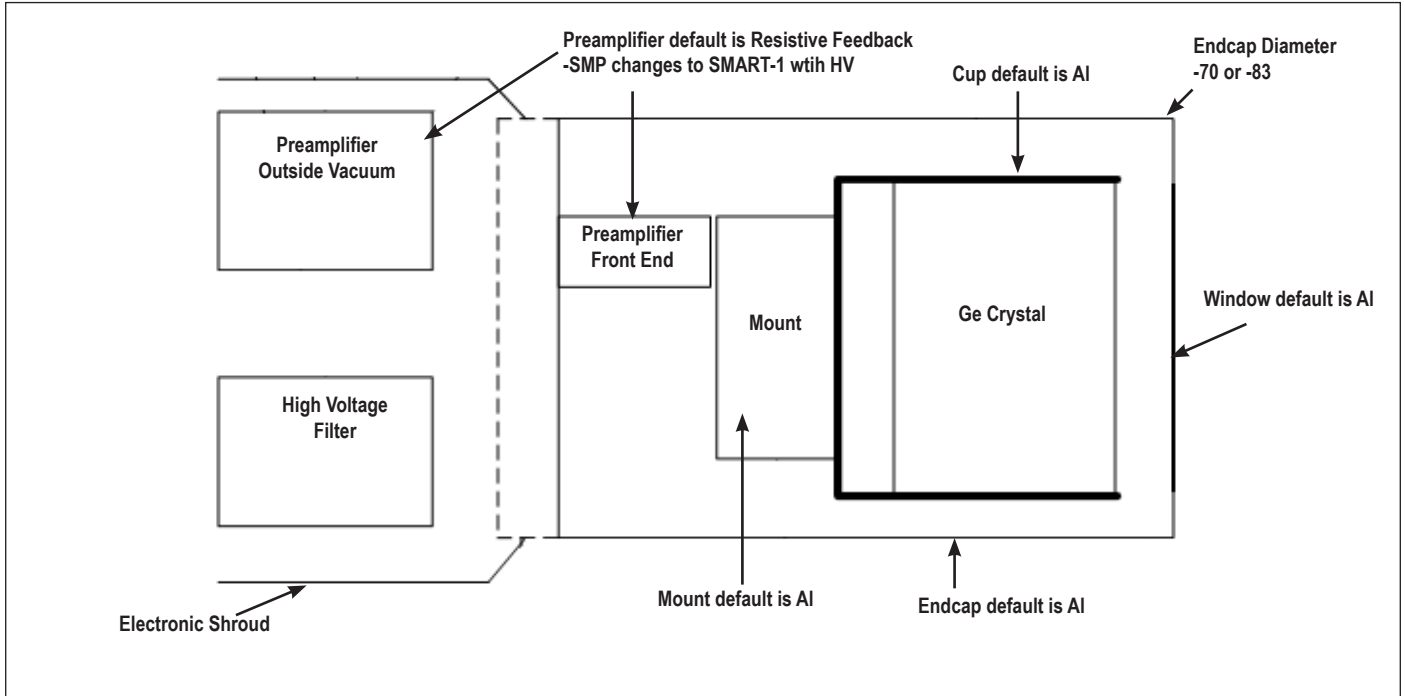 Preamplifier default is Resistive Feedback
-SMP changes to SMART-1 wtih HV
Endcap Diameter
-70 or -83
Cup default is Al
Preamplifier
Outside Vacuum
Preamplifier
Front End
Mount
Ge Crystal
Window default is Al
High Voltage
Filter
Mount default is Al
Endcap default is Al
Electronic Shroud